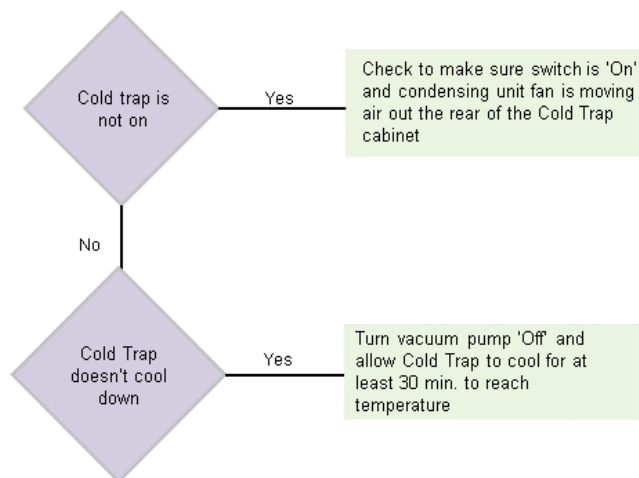 Cold trap is
not on
Yes
Check to make sure switch is 'On'
and condensing unit fan is moving
air out the rear of the Cold Trap
cabinet
No
Cold Trap
doesn't cool
down
Yes
Turn vacuum pump 'Off' and
allow Cold Trap to cool for at
least 30 min. to reach
temperature